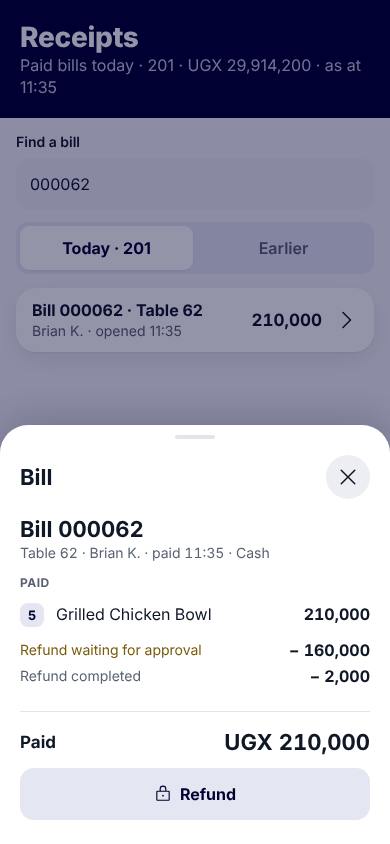 Receipts
Paid bills today · 201 · UGX 29,914,200 · as at
11:35
Find a bill
000062
Today · 201
Earlier
Bill 000062 · Table 62
Brian K. · opened 11:35
210,000
Bill
Bill 000062
Table 62 · Brian K. · paid 11:35 · Cash
PAID
5 Grilled Chicken Bowl 210,000
Refund waiting for approval − 160,000
Refund completed − 2,000
Paid UGX 210,000
Refund